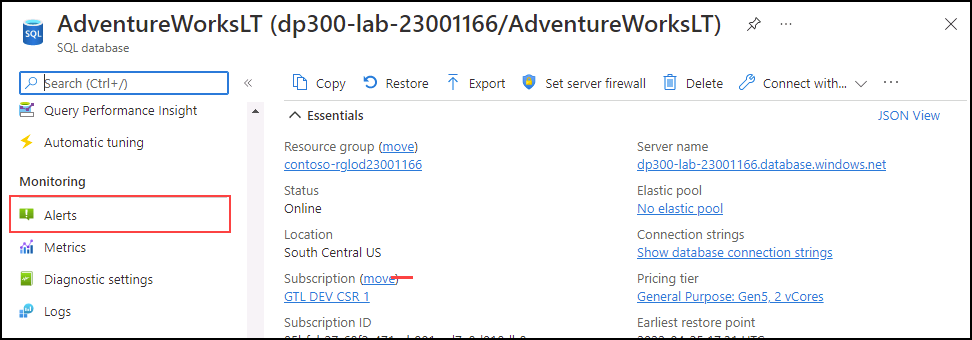 AdventureWorksLT (dp300-lab-23001166/AdventureWorksLT)
SQL
SQL database
Search (Ctrl+/)
Copy
Restore
Export
Set server firewall
Delete
Connect with...
Query Performance Insight
Automatic tuning
Monitoring
Alerts
Metrics
Diagnostic settings
Logs
Essentials
JSON View
Resource group (move)
contoso-rglod23001166
Status
Online
Location
South Central US
Subscription (move)
GTL DEV CSR 1
Subscription ID
Server name
dp300-lab-23001166.database.windows.net
Elastic pool
No elastic pool
Connection strings
Show database connection strings
Pricing tier
General Purpose: Gen5, 2 vCores
Earliest restore point